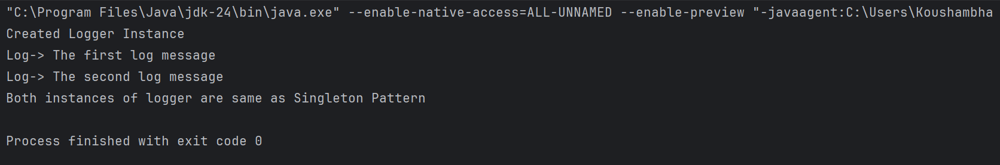 "C:\Program Files\Java\jdk-24\bin\java.exe" --enable-native-access=ALL-UNNAMED --enable-preview "-javaagent:C:\Users\Koushambha
Created Logger Instance
Log-> The first log message
Log-> The second log message
Both instances of logger are same as Singleton Pattern
Process finished with exit code 0